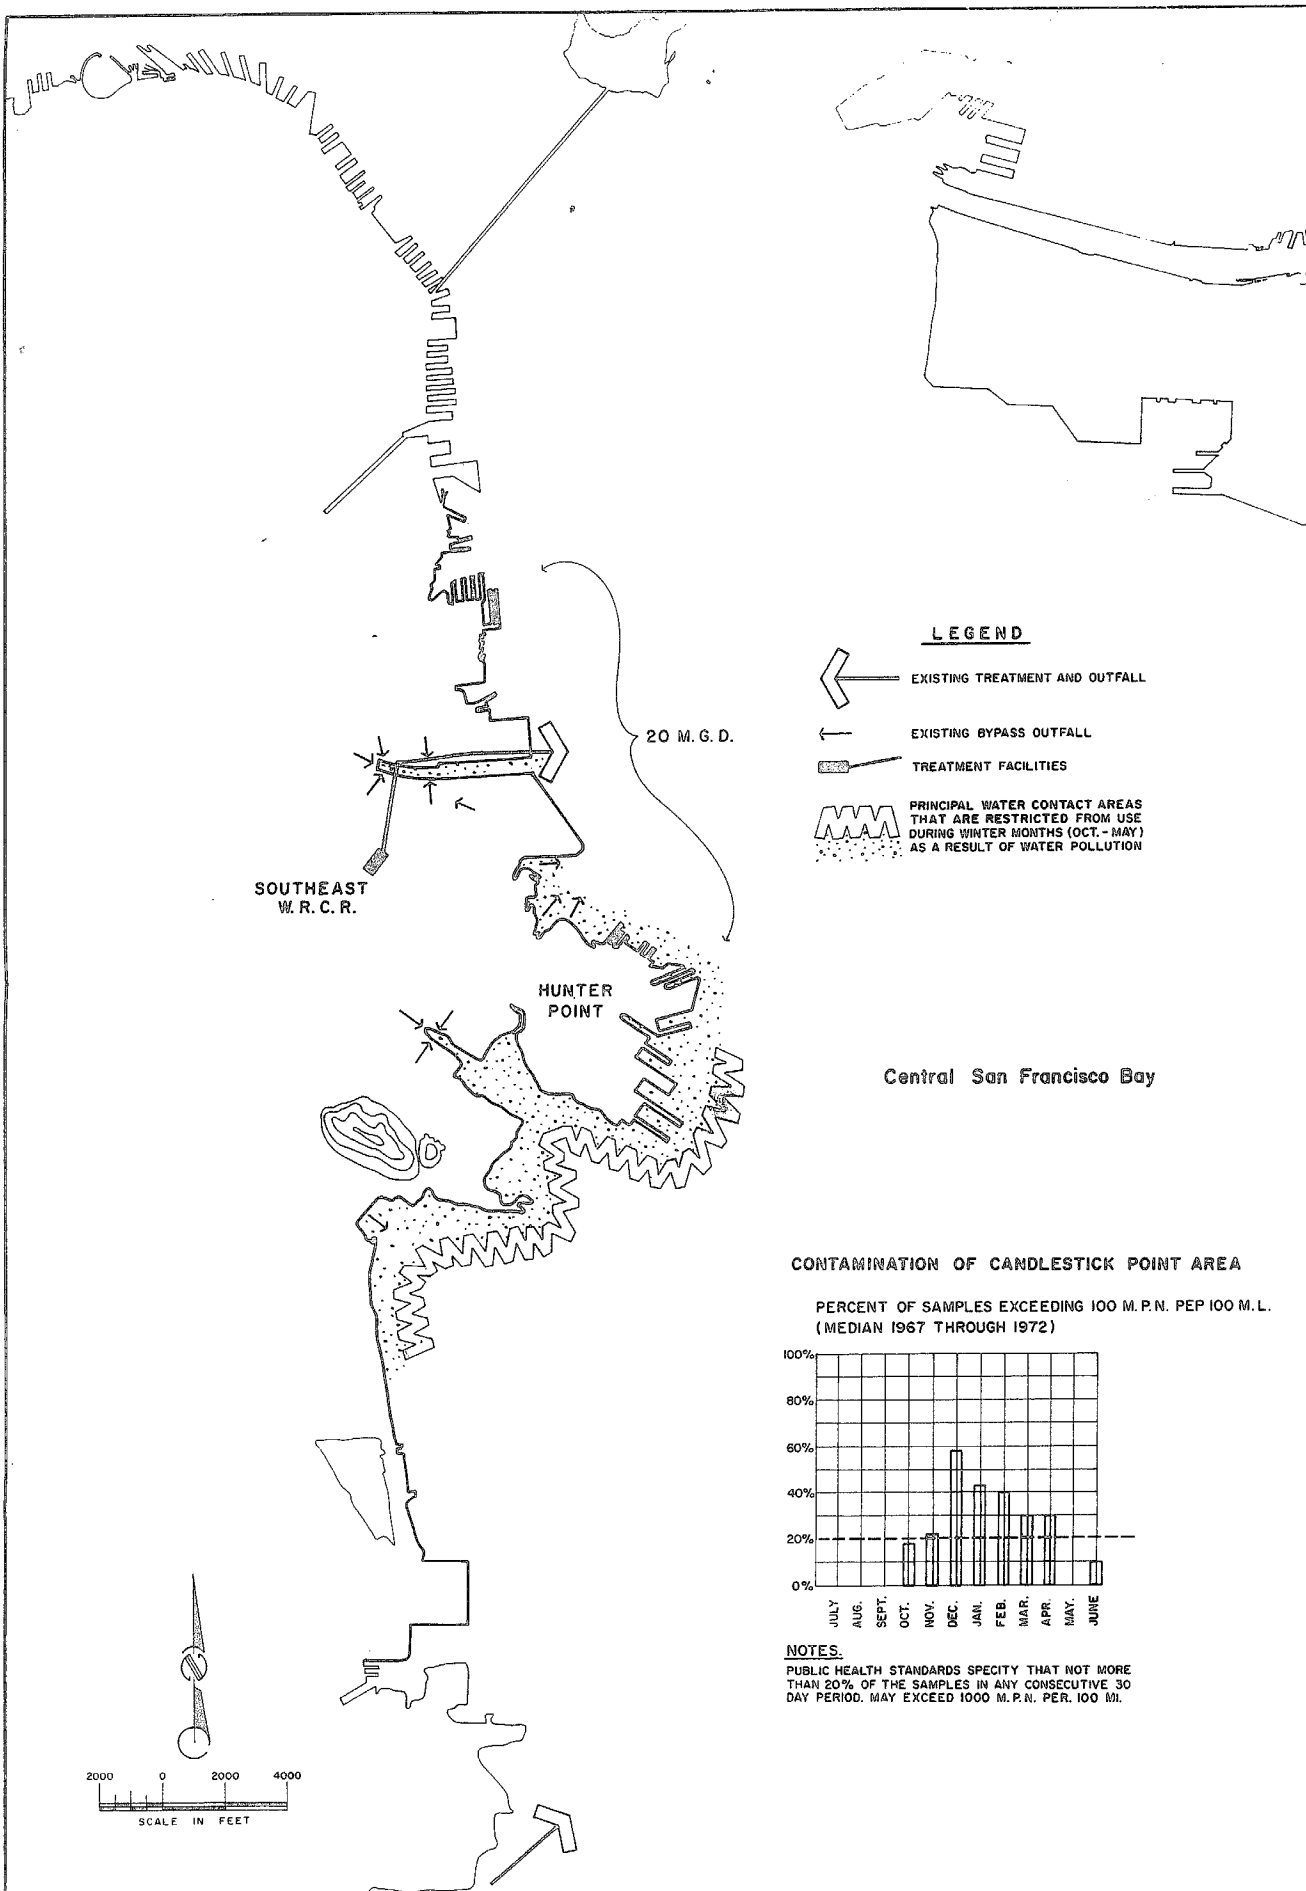 LEGEND
EXISTING TREATMENT AND OUTFALL
20 M.G.D.
EXISTING BYPASS OUTFALL
TREATMENT FACILITIES
PRINCIPAL WATER CONTACT AREAS
THAT ARE RESTRICTED FROM USE
DURING WINTER MONTHS (OCT.-MAY)
AS A RESULT OF WATER POLLUTION
SOUTHEAST
W.R.C.R.
HUNTER
POINT
Central San Francisco Bay
CONTAMINATION OF CANDLESTICK POINT AREA
PERCENT OF SAMPLES EXCEEDING 100 M.P.N. PEP 100 M.L.
(MEDIAN 1967 THROUGH 1972)
100%
80%
60%
40%
20%
0%
JULY
AUG.
SEPT.
OCT.
NOV.
DEC.
JAN.
FEB.
MAR.
APR.
MAY.
JUNE
NOTES.
PUBLIC HEALTH STANDARDS SPECITY THAT NOT MORE
THAN 20% OF THE SAMPLES IN ANY CONSECUTIVE 30
DAY PERIOD. MAY EXCEED 1000 M.P.N. PER. 100 Ml.
2000 0 2000 4000
SCALE IN FEET